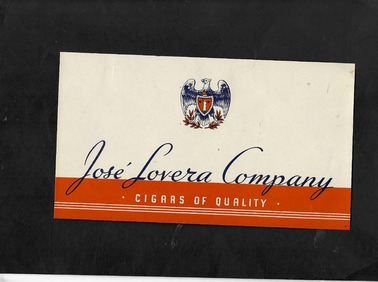 José Lovera Company
· CIGARS OF QUALITY ·